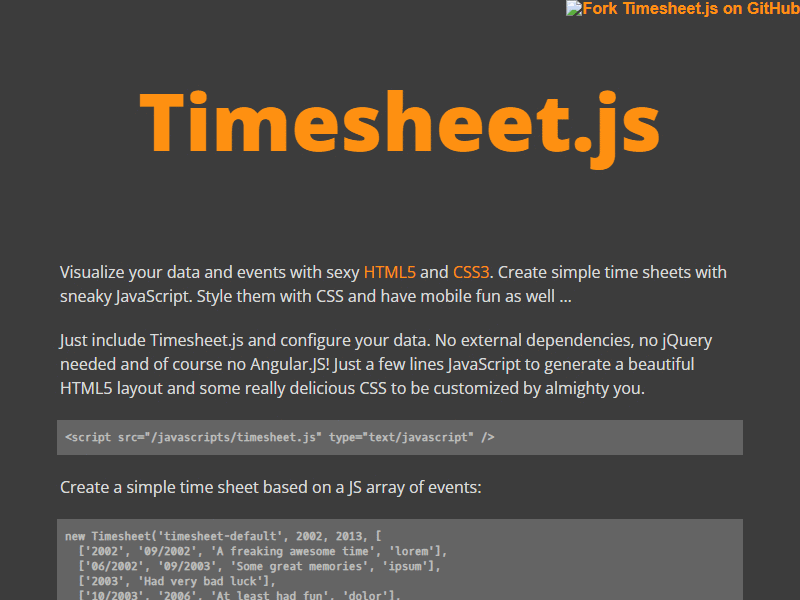 Fork Timesheet.js on GitHub
Timesheet.js
Visualize your data and events with sexy HTML5 and CSS3. Create simple time sheets with
sneaky JavaScript. Style them with CSS and have mobile fun as well ...
Just include Timesheet.js and configure your data. No external dependencies, no jQuery
needed and of course no Angular.JS! Just a few lines JavaScript to generate a beautiful
HTML5 layout and some really delicious CSS to be customized by almighty you.
<script src="/javascripts/timesheet.js" type="text/javascript" />
Create a simple time sheet based on a JS array of events:
new Timesheet('timesheet-default', 2002, 2013, [
['2002', '09/2002', 'A freaking awesome time', 'lorem'],
['06/2002', '09/2003', 'Some great memories', 'ipsum'],
['2003', 'Had very bad luck'],
['10/2003', '2006', 'At least had fun', 'dolor'],